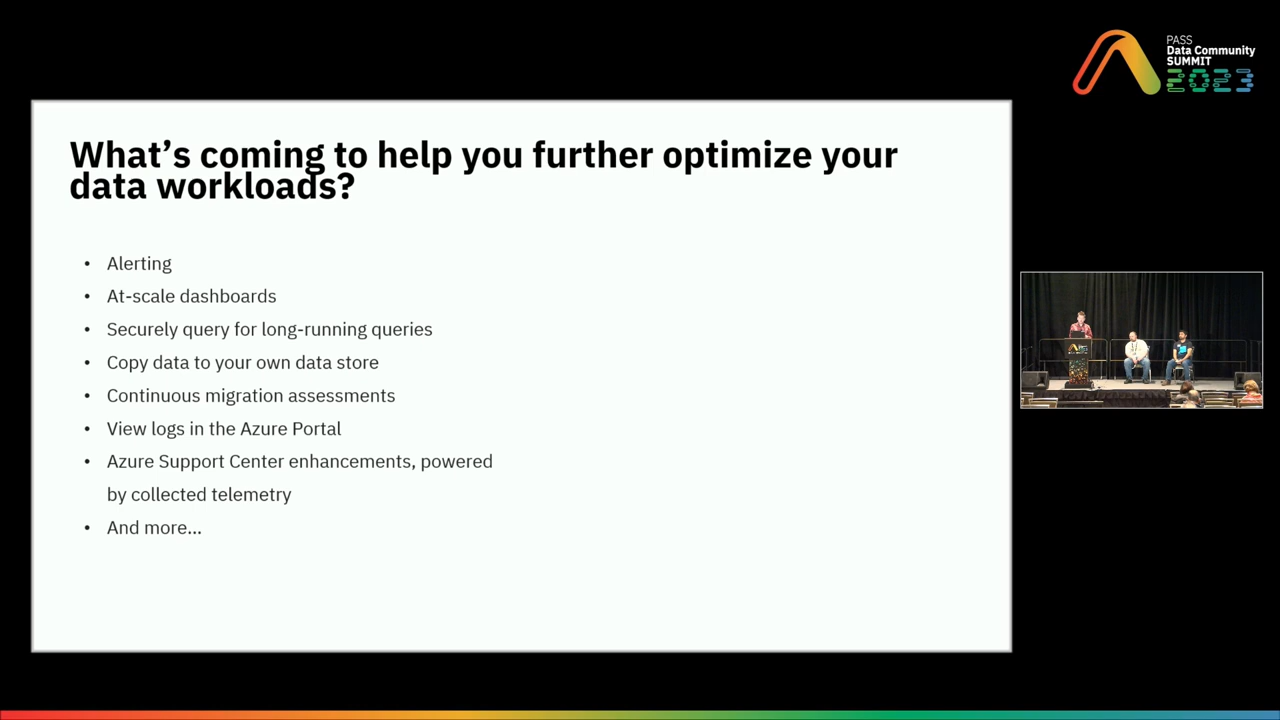 PASS
Data Community
SUMMIT
2023
What's coming to help you further optimize your
data workloads?
• Alerting
• At-scale dashboards
• Securely query for long-running queries
• Copy data to your own data store
• Continuous migration assessments
• View logs in the Azure Portal
• Azure Support Center enhancements, powered
by collected telemetry
• And more...